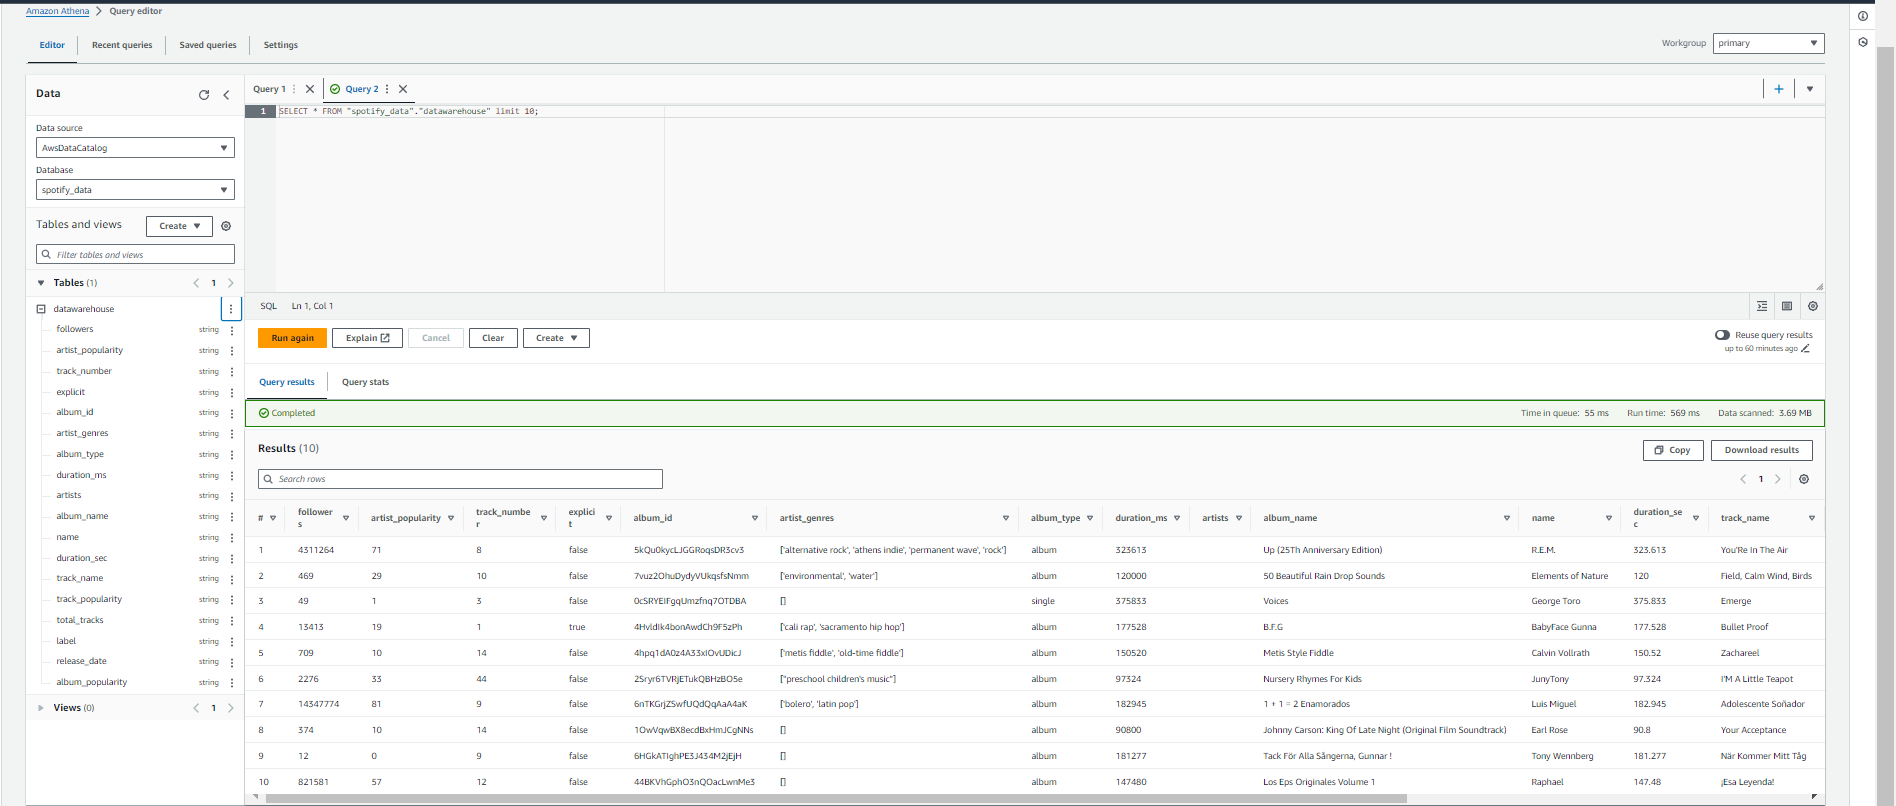 Amazon Athena > Query editor
Editor Recent queries Saved queries Settings
Workgroup primary
Data
Data source
AwsDataCatalog
Database
spotify_data
Tables and views Create
Filter tables and views
Tables (1) 1
datawarehouse
followers string
artist_popularity string
track_number string
explicit string
album_id string
artist_genres string
album_type string
duration_ms string
artists string
album_name string
name string
duration_sec string
track_name string
track_popularity string
total_tracks string
label string
release_date string
album_popularity string
Views (0) 1
Query 1 Query 2
1 SELECT * FROM "spotify_data"."datawarehouse" limit 10;
SQL Ln 1, Col 1
Run again Explain Cancel Clear Create
Reuse query results
up to 60 minutes ago
Query results Query stats
Completed Time in queue: 55 ms Run time: 569 ms Data scanned: 3.69 MB
Results (10) Copy Download results
Search rows 1
# followers artist_popularity track_number explicit album_id artist_genres album_type duration_ms artists album_name name duration_sec track_name
1 4311264 71 8 false 5kQu0kycLJGGRoqsDR3cv3 ['alternative rock', 'athens indie', 'permanent wave', 'rock'] album 323613 Up (25Th Anniversary Edition) R.E.M. 323.613 You'Re In The Air
2 469 29 10 false 7vuz2OhuDydyVUkqsfsNmm ['environmental', 'water'] album 120000 50 Beautiful Rain Drop Sounds Elements of Nature 120 Field, Calm Wind, Birds
3 49 1 3 false 0cSRYEIFgqUmzfnq7OTDBA [] single 375833 Voices George Toro 375.833 Emerge
4 13413 19 1 true 4HvldIk4bonAwdCh9F5zPh ['cali rap', 'sacramento hip hop'] album 177528 B.F.G BabyFace Gunna 177.528 Bullet Proof
5 709 10 14 false 4hpq1dA0z4A33xIOvUDicJ ['metis fiddle', 'old-time fiddle'] album 150520 Metis Style Fiddle Calvin Vollrath 150.52 Zachareel
6 2276 33 44 false 2Sryr6TVRjETukQBHzBO5e ["preschool children's music"] album 97324 Nursery Rhymes For Kids JunyTony 97.324 I'M A Little Teapot
7 14347774 81 9 false 6nTKGrjZSwfUQdQqAaA4aK ['bolero', 'latin pop'] album 182945 1 + 1 = 2 Enamorados Luis Miguel 182.945 Adolescente Soñador
8 374 10 14 false 1OwVqwBX8ecdBxHmJCgNNs [] album 90800 Johnny Carson: King Of Late Night (Original Film Soundtrack) Earl Rose 90.8 Your Acceptance
9 12 0 9 false 6HGkATIghPE3J434M2jEjH [] album 181277 Tack För Alla Sångerna, Gunnar ! Tony Wennberg 181.277 När Kommer Mitt Tåg
10 821581 57 12 false 44BKVhGphO3nQOacLwnMe3 [] album 147480 Los Eps Originales Volume 1 Raphael 147.48 ¡Esa Leyenda!